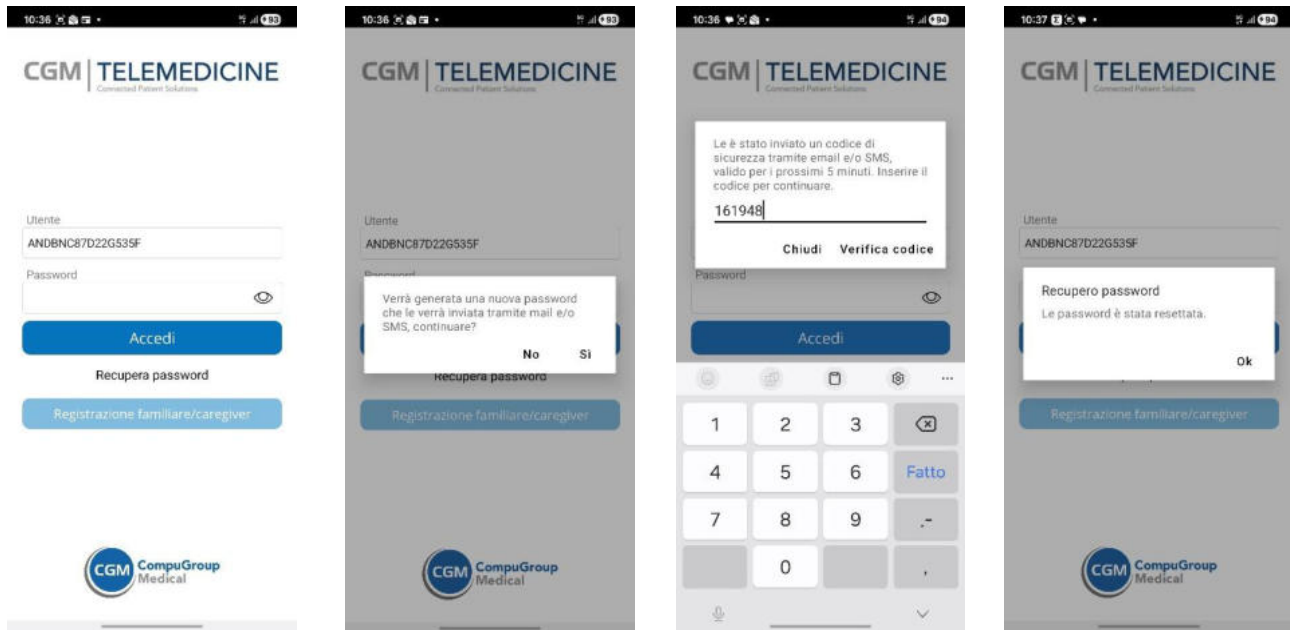 10:36
93
CGM TELEMEDICINE
Connected Patient Solutions
Utente
ANDBNC87D22G535F
Password
Accedi
Recupera password
Registrazione familiare/caregiver
CGM CompuGroup
Medical
10:36
93
CGM TELEMEDICINE
Connected Patient Solutions
Utente
ANDBNC87D22G535F
Password
Verrà generata una nuova password
che le verrà inviata tramite mail e/o
SMS, continuare?
No Sì
Recupera password
Registrazione familiare/caregiver
CGM CompuGroup
Medical
10:36
94
CGM TELEMEDICINE
Connected Patient Solutions
Le è stato inviato un codice di
sicurezza tramite email e/o SMS,
valido per i prossimi 5 minuti. Inserire il
codice per continuare.
161948
Chiudi Verifica codice
Password
Accedi
1 2 3
4 5 6 Fatto
7 8 9 .-
0 ,
10:37
94
CGM TELEMEDICINE
Connected Patient Solutions
Utente
ANDBNC87D22G535F
Recupero password
Le password è stata resettata.
Ok
Registrazione familiare/caregiver
CGM CompuGroup
Medical